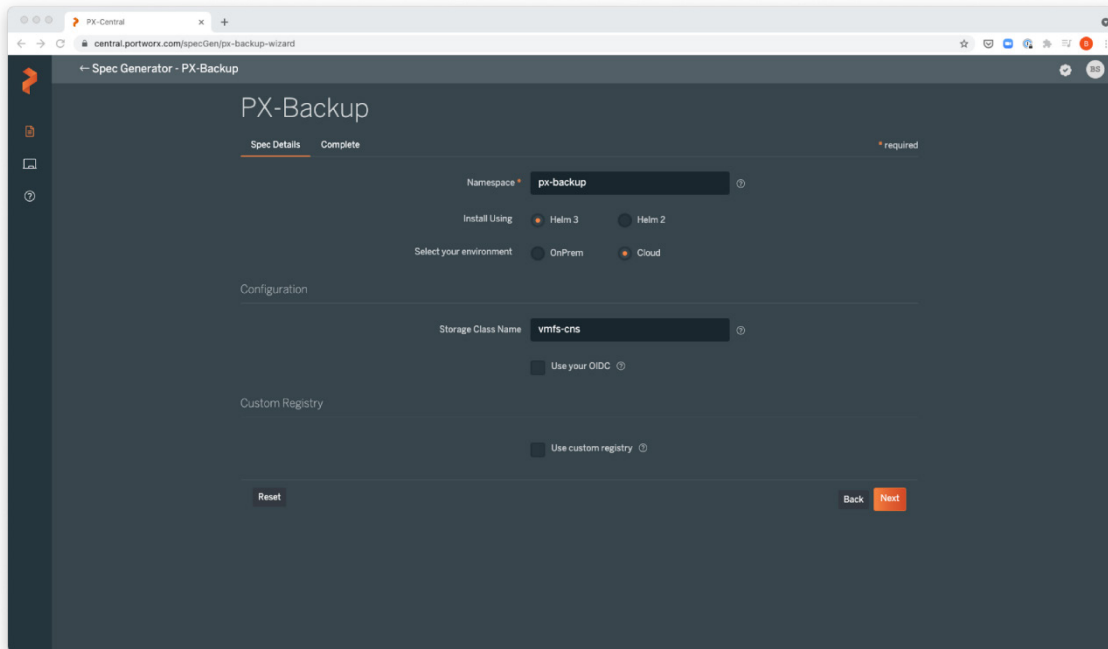 PX-Central
central.portworx.com/specGen/px-backup-wizard
B
← Spec Generator - PX-Backup
BS
PX-Backup
Spec Details Complete * required
Namespace * px-backup
Install Using Helm 3 Helm 2
Select your environment OnPrem Cloud
Configuration
Storage Class Name vmfs-cns
Use your OIDC
Custom Registry
Use custom registry
Reset Back Next